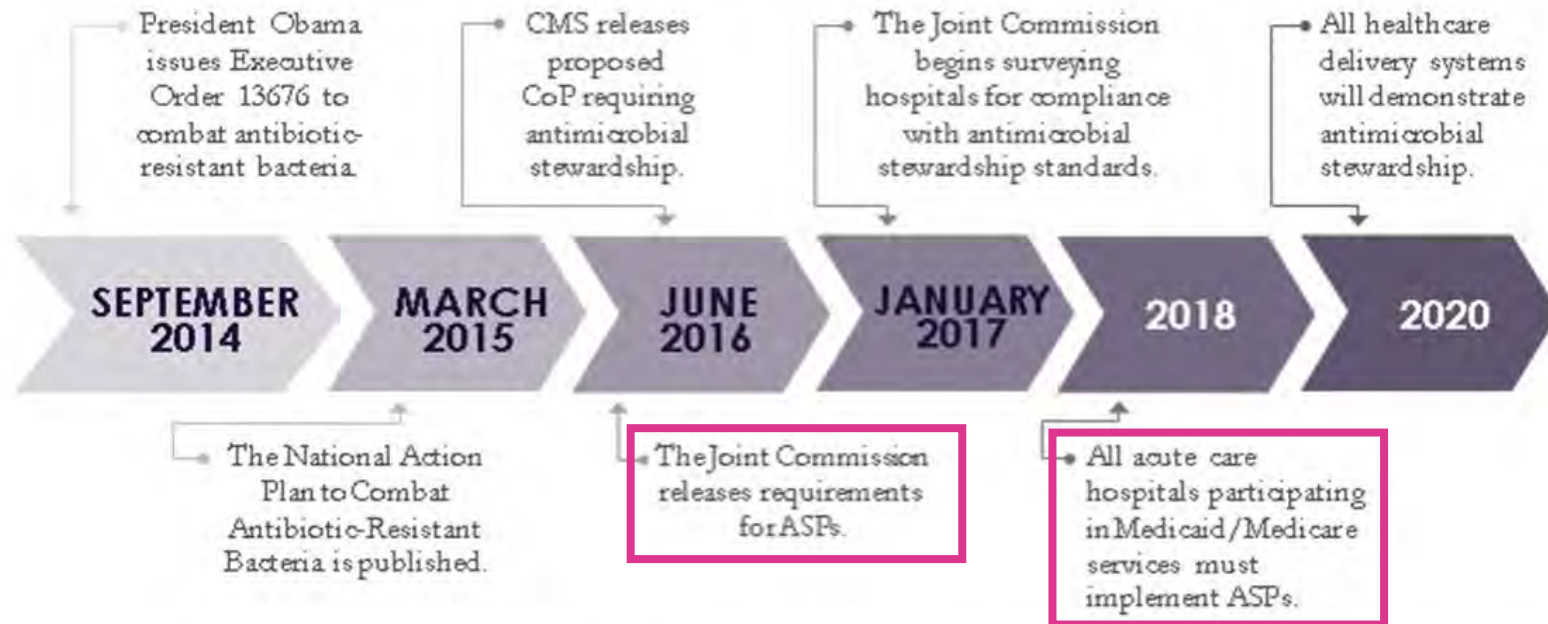 President Obama
issues Executive
Order 13676 to
combat antibiotic-
resistant bacteria.
CMS releases
proposed
CoP requiring
antimicrobial
stewardship.
The Joint Commission
begins surveying
hospitals for compliance
with antimicrobial
stewardship standards.
All healthcare
delivery systems
will demonstrate
antimicrobial
stewardship.
SEPTEMBER
2014
MARCH
2015
JUNE
2016
JANUARY
2017
2018
2020
The National Action
Plan to Combat
Antibiotic-Resistant
Bacteria is published.
The Joint Commission
releases requirements
for ASPs.
All acute care
hospitals participating
in Medicaid/Medicare
services must
implement ASPs.